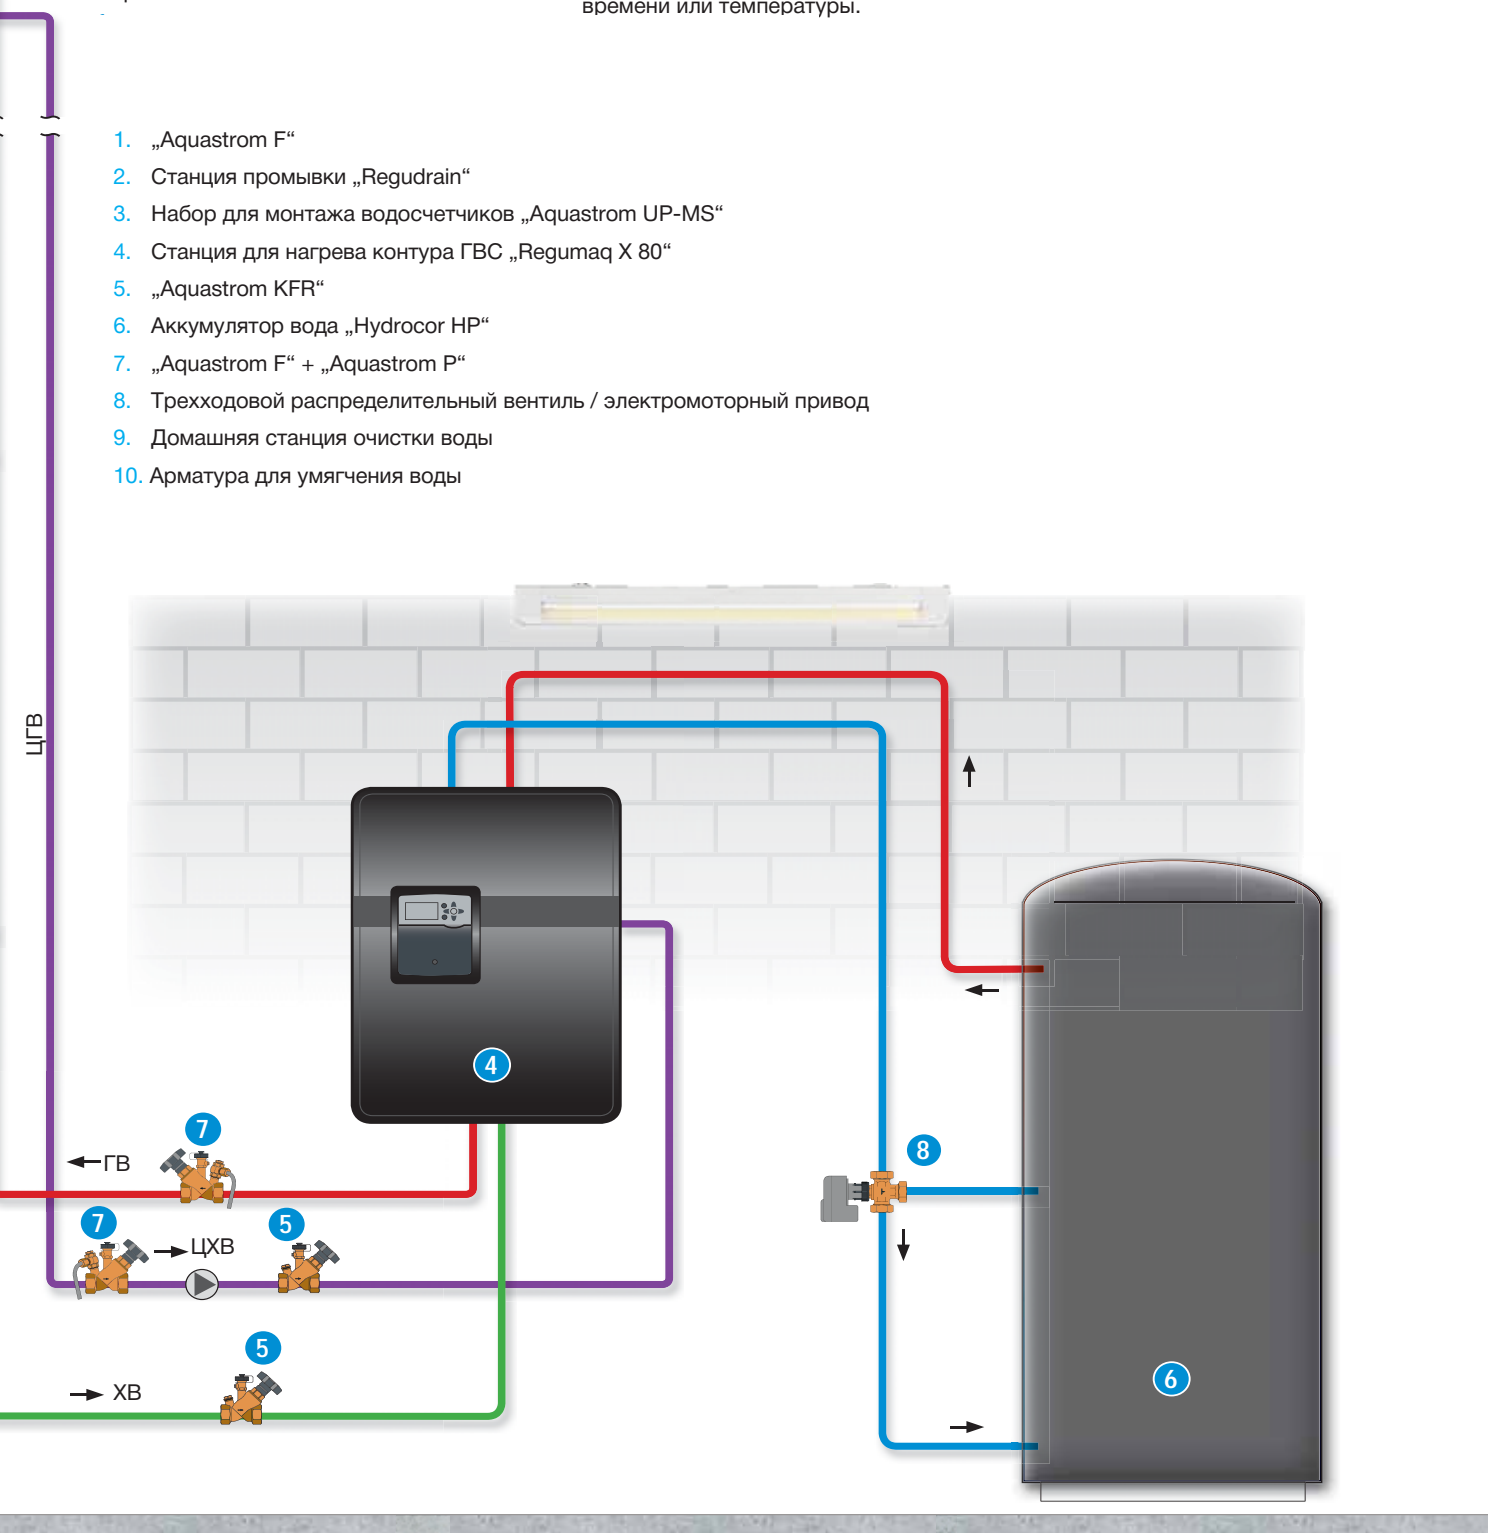 времени или температуры.
1. „Aquastrom F“
2. Станция промывки „Regudrain“
3. Набор для монтажа водосчетчиков „Aquastrom UP-MS“
4. Станция для нагрева контура ГВС „Regumaq X 80“
5. „Aquastrom KFR“
6. Аккумулятор вода „Hydrocor HP“
7. „Aquastrom F“ + „Aquastrom P“
8. Трехходовой распределительный вентиль / электромоторный привод
9. Домашняя станция очистки воды
10. Арматура для умягчения воды
ЦГВ
4
7
ГВ
8
7
5
ЦХВ
5
ХВ
6